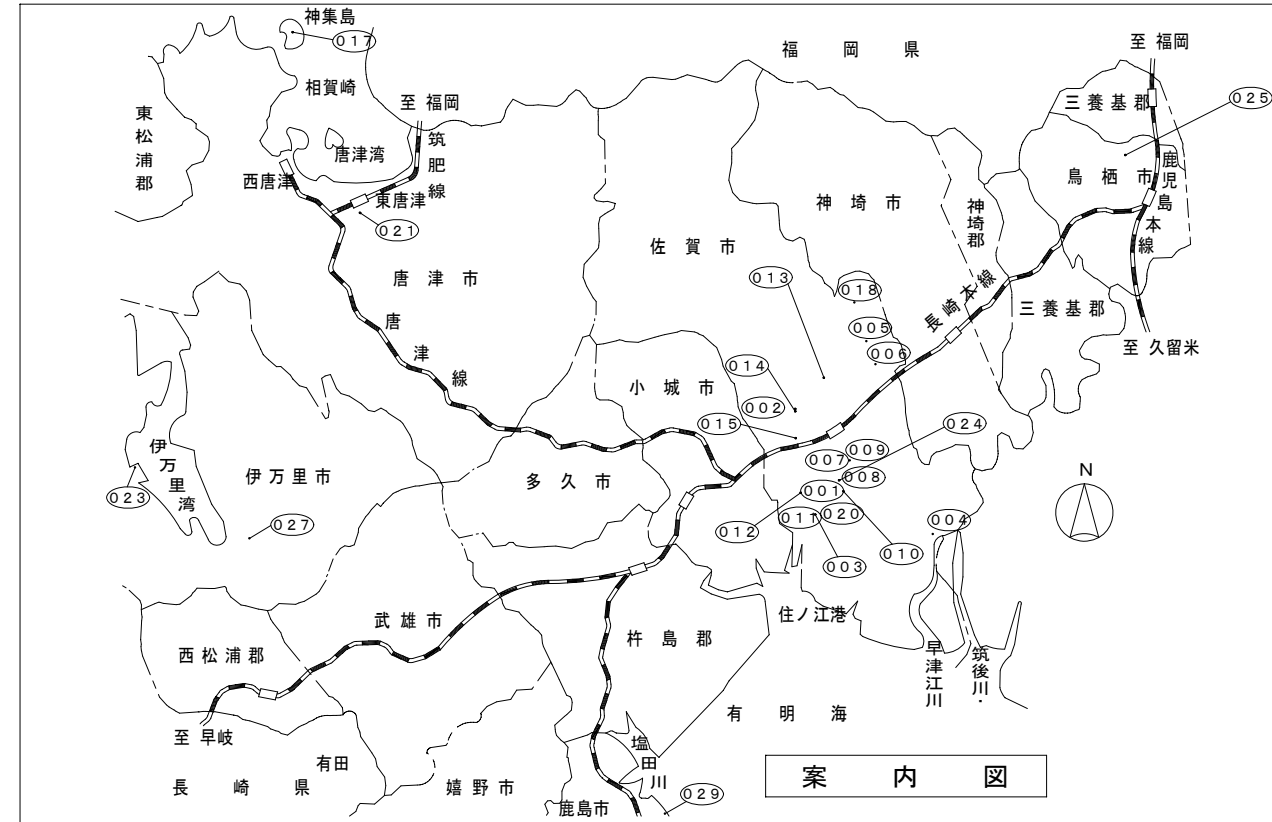 神集島
017
福岡県
至 福岡
相賀崎
至 福岡
三養基郡
025
東松浦郡
筑肥線
唐津湾
西唐津
東唐津
鳥栖市
鹿児島本線
021
神埼市
神埼郡
佐賀市
唐津市
013
018
長崎本線
三養基郡
005
唐津線
006
至 久留米
014
小城市
002
015
024
009
007
伊万里湾
伊万里市
多久市
008
N
023
001
027
012
011
020
004
010
003
武雄市
住ノ江港
杵島郡
西松浦郡
早津江川
筑後川
有明海
至 早岐
塩田川
有田
案内図
長崎県
嬉野市
鹿島市
029